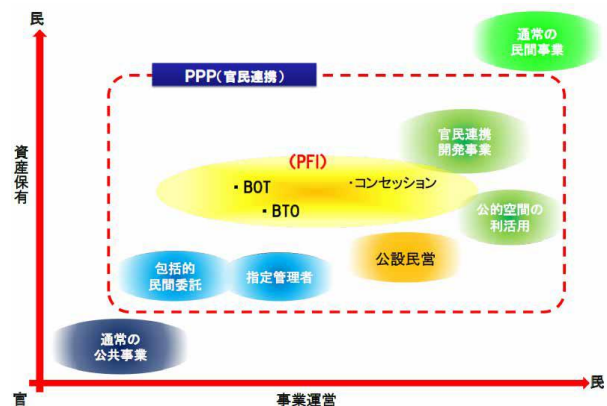 民
通常の
民間事業
PPP(官民連携)
官民連携
開発事業
(PFI)
・BOT
・コンセッション
・BTO
公的空間の
利活用
資産保有
公設民営
包括的
民間委託
指定管理者
通常の
公共事業
官
事業運営
民